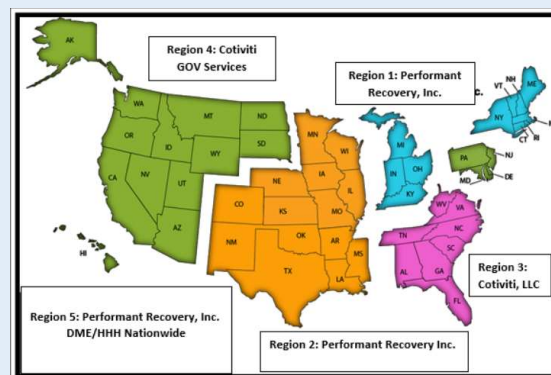 AK
Region 4: Cotiviti
GOV Services
Region 1: Performant
Recovery, Inc.
c.
WA
MT
ND
OR
ID
SD
WY
CA
NV
UT
AZ
HI
MN
WI
NE
IA
IL
CO
KS
MO
NM
OK
AR
TX
LA
MS
MI
IN
OH
KY
VT
NH
ME
NY
CT
RI
PA
NJ
MD
DE
WV
VA
TN
NC
SC
AL
GA
FL
Region 3:
Cotiviti, LLC
Region 5: Performant Recovery, Inc.
DME/HHH Nationwide
Region 2: Performant Recovery Inc.